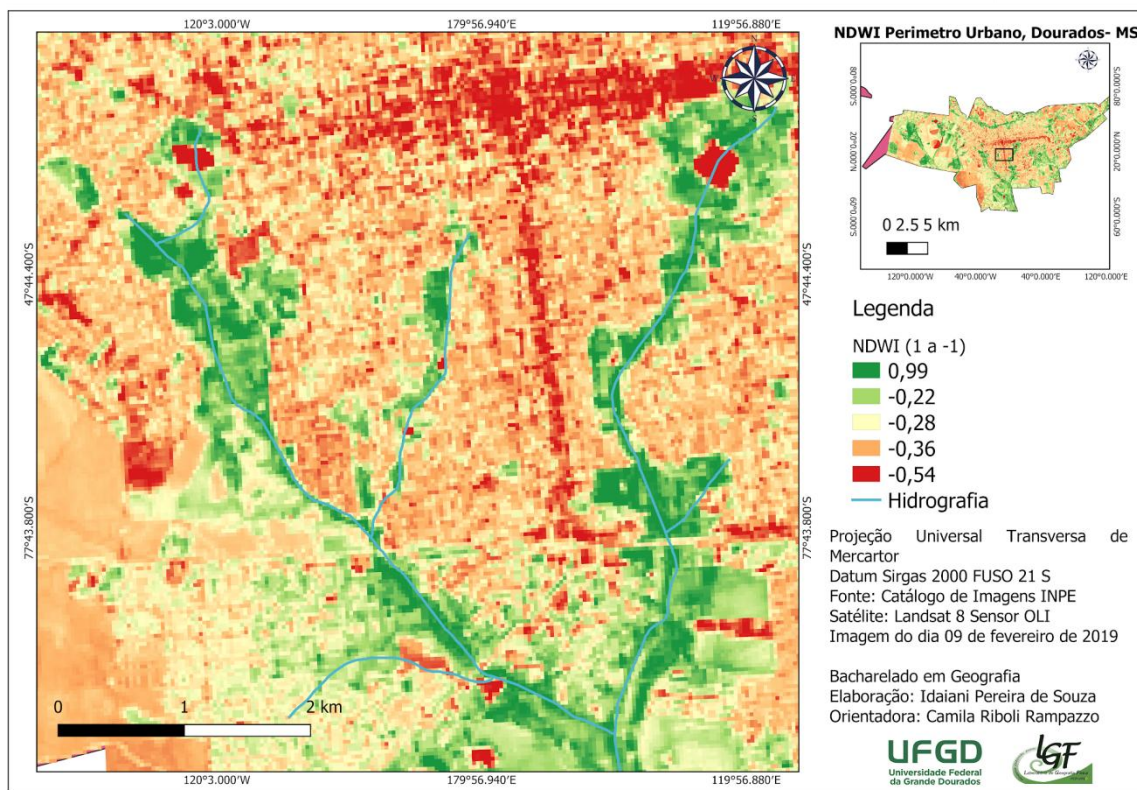 120°3.000'W 179°56.940'E 119°56.880'E
47°44.400'S
77°43.800'S
47°44.400'S
77°43.800'S
N
0 1 2 km
120°3.000'W 179°56.940'E 119°56.880'E
NDWI Perimetro Urbano, Dourados- MS
80°0.000'S
20°0.000'N
60°0.000'S
80°0.000'S
20°0.000'N
60°0.000'S
0 2.5 5 km
120°0.000'W 40°0.000'W 40°0.000'E 120°0.000'E
Legenda
NDWI (1 a -1)
0,99
-0,22
-0,28
-0,36
-0,54
Hidrografia
Projeção Universal Transversa de
Mercartor
Datum Sirgas 2000 FUSO 21 S
Fonte: Catálogo de Imagens INPE
Satélite: Landsat 8 Sensor OLI
Imagem do dia 09 de fevereiro de 2019
Bacharelado em Geografia
Elaboração: Idaiani Pereira de Souza
Orientadora: Camila Riboli Rampazzo
UFGD
Universidade Federal
da Grande Dourados
LGF
Laboratório de Geografia Física